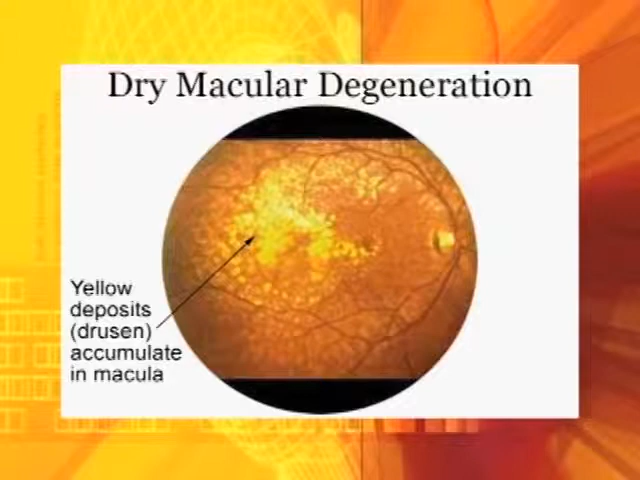 Dry Macular Degeneration
Yellow
deposits
(drusen)
accumulate
in macula